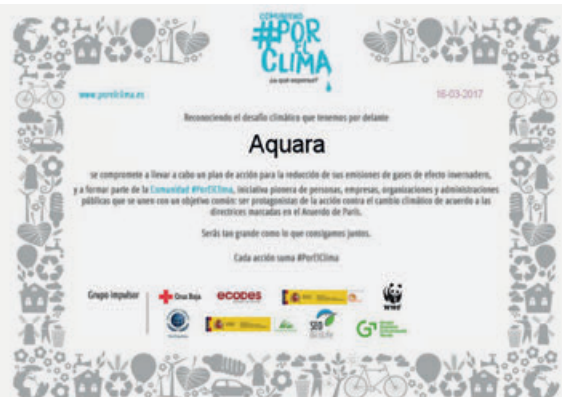 COMUNIDAD
#POR
EL
CLIMA
¿a qué esperas?
www.porelclima.es
16-03-2017
Reconociendo el desafío climático que tenemos por delante
Aquara
se compromete a llevar a cabo un plan de acción para la reducción de sus emisiones de gases de efecto invernadero,
y a formar parte de la Comunidad #PorElClima, iniciativa pionera de personas, empresas, organizaciones y administraciones
públicas que se unen con un objetivo común: ser protagonistas de la acción contra el cambio climático de acuerdo a las
directrices marcadas en el Acuerdo de París.
Serás tan grande como lo que consigamos juntos.
Cada acción suma #PorElClima
Grupo impulsor
Cruz Roja
ecodes
WWF
SEO